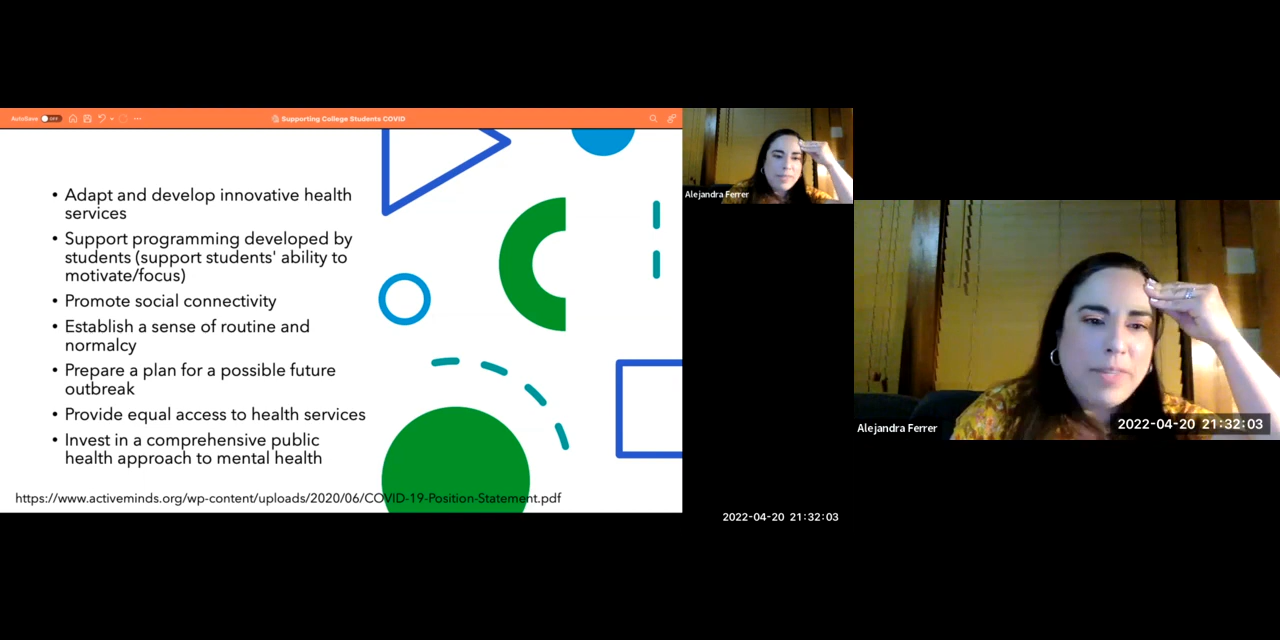 AutoSave OFF
Supporting College Students COVID
• Adapt and develop innovative health
services
• Support programming developed by
students (support students' ability to
motivate/focus)
• Promote social connectivity
• Establish a sense of routine and
normalcy
• Prepare a plan for a possible future
outbreak
• Provide equal access to health services
• Invest in a comprehensive public
health approach to mental health
https://www.activeminds.org/wp-content/uploads/2020/06/COVID-19-Position-Statement.pdf
Alejandra Ferrer
2022-04-20 21:32:03
Alejandra Ferrer
2022-04-20 21:32:03